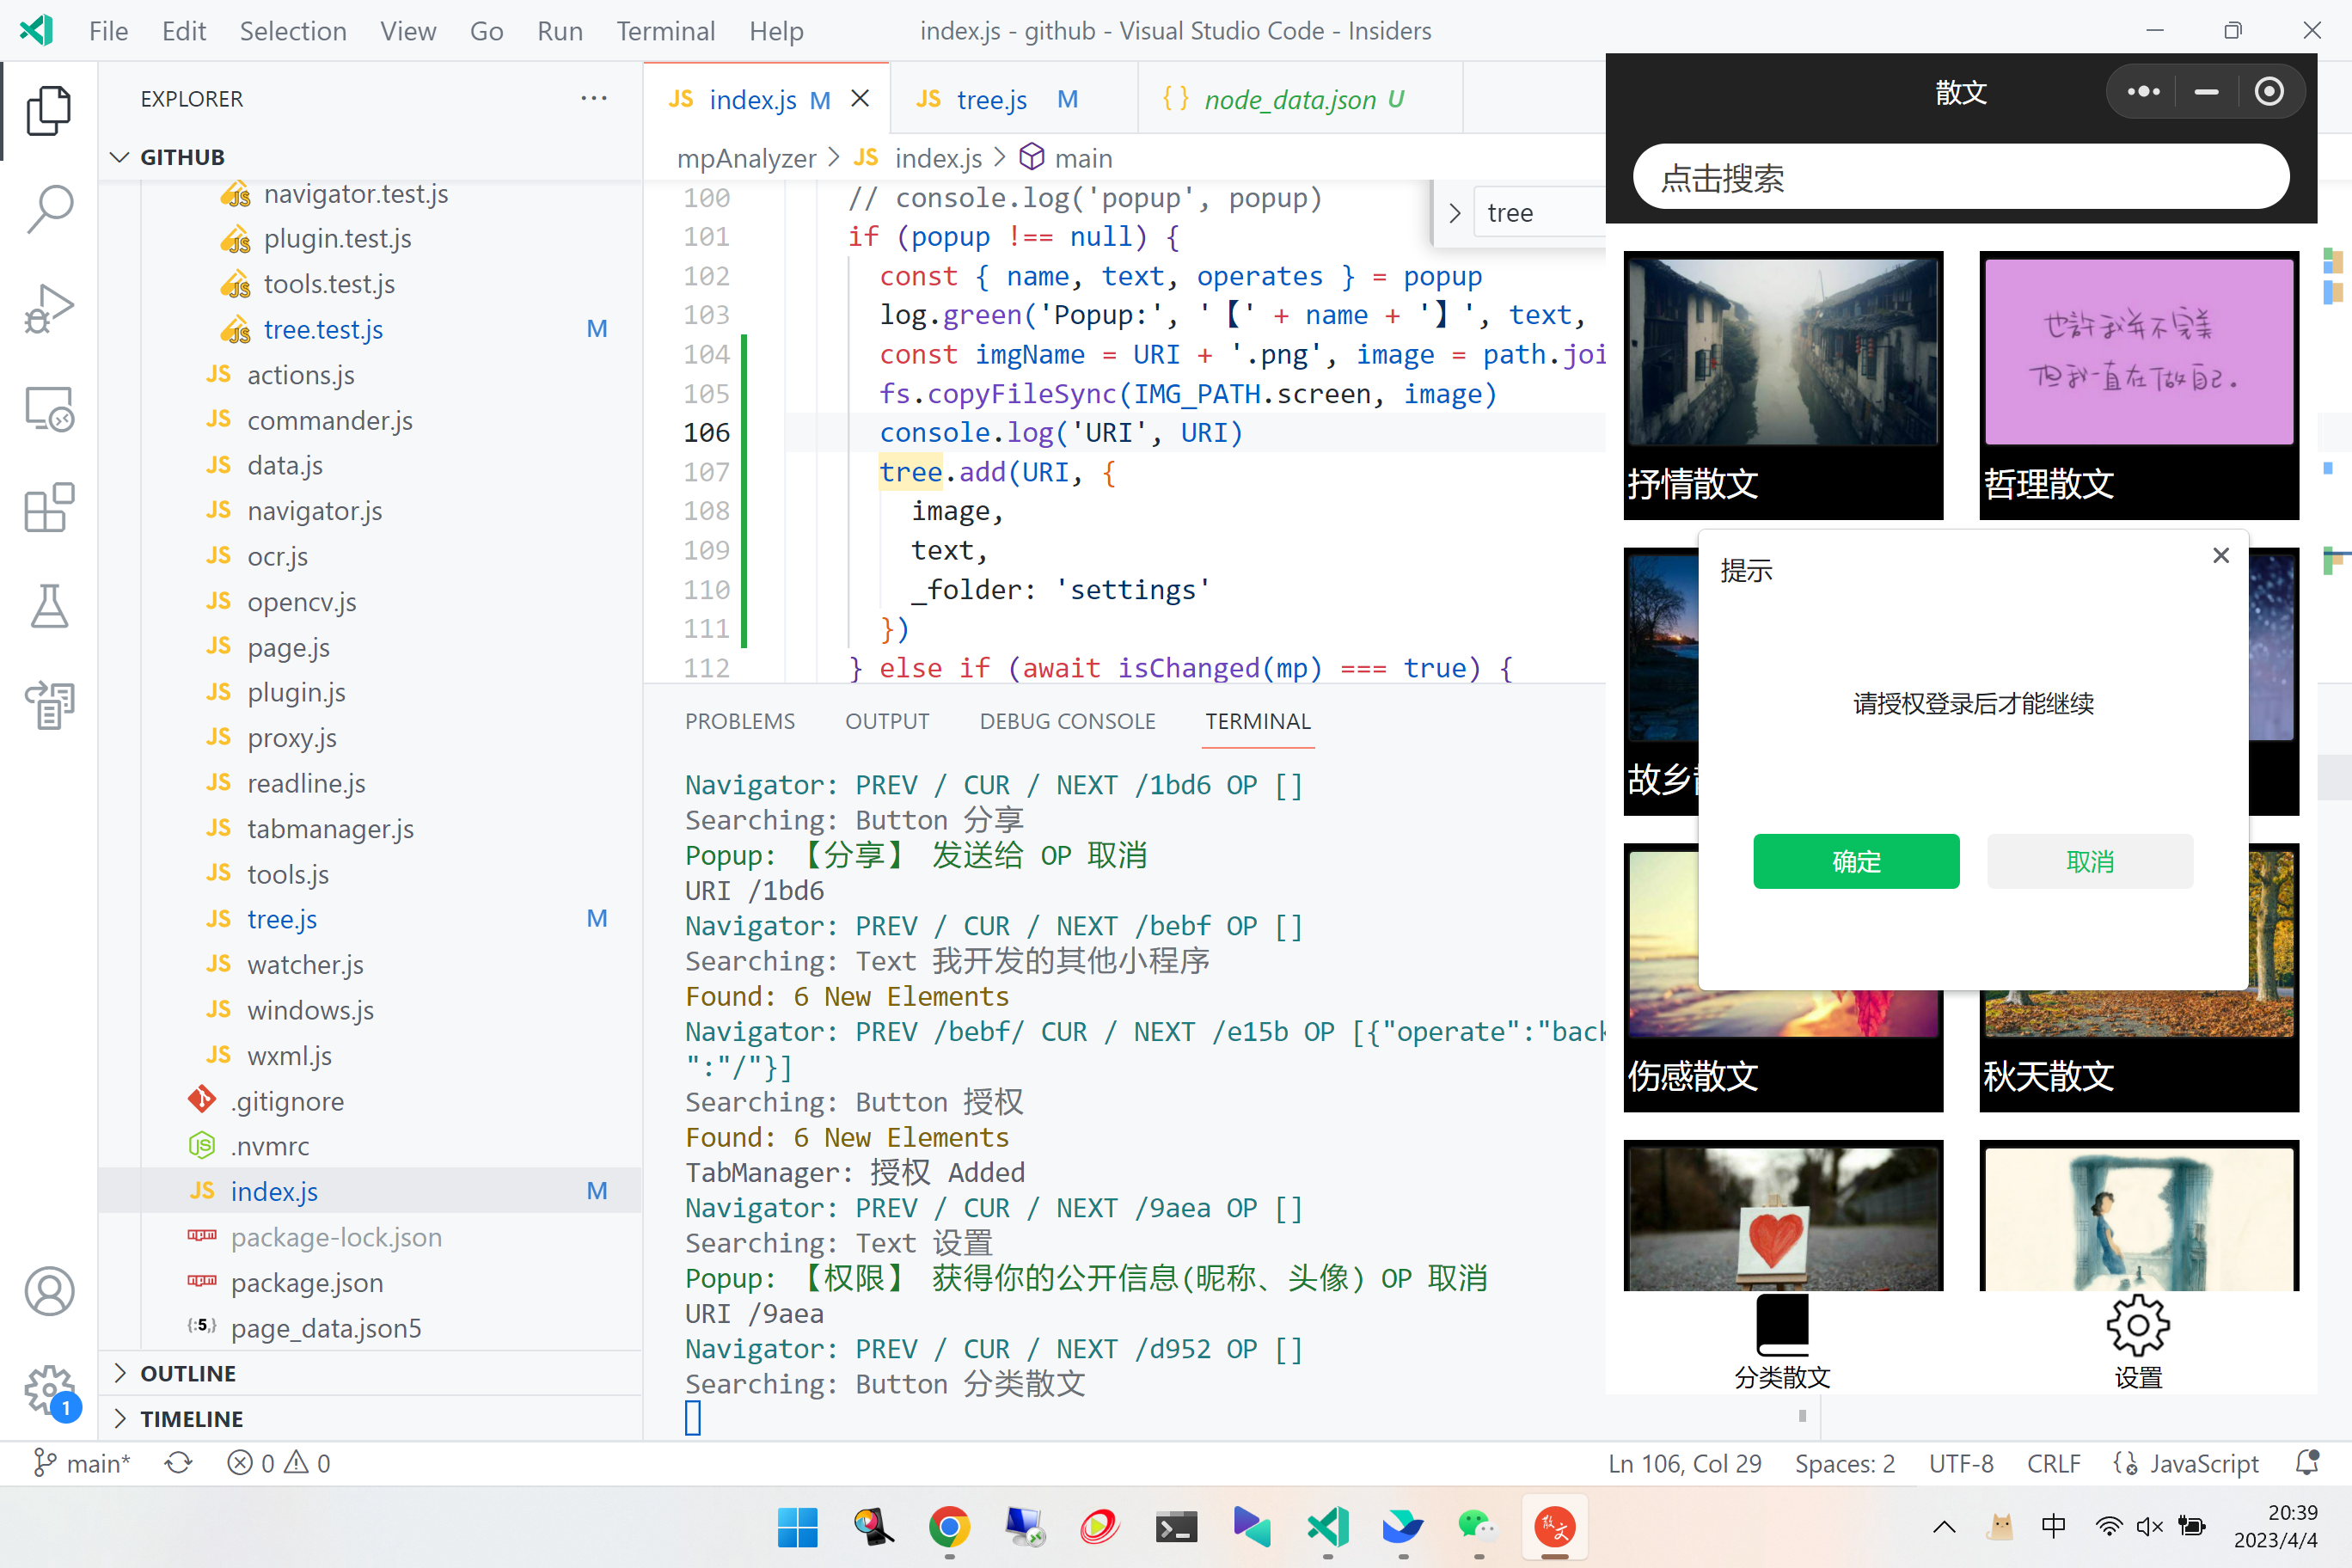 File Edit Selection View Go Run Terminal Help
index.js - github - Visual Studio Code - Insiders
EXPLORER
GITHUB
navigator.test.js
plugin.test.js
tools.test.js
tree.test.js M
actions.js
commander.js
data.js
navigator.js
ocr.js
opencv.js
page.js
plugin.js
proxy.js
readline.js
tabmanager.js
tools.js
tree.js M
watcher.js
windows.js
wxml.js
.gitignore
.nvmrc
index.js M
package-lock.json
package.json
page_data.json5
OUTLINE
TIMELINE
1
JS index.js M
JS tree.js M
{} node_data.json U
mpAnalyzer > JS index.js > main
tree
100 // console.log('popup', popup)
101 if (popup !== null) {
102 const { name, text, operates } = popup
103 log.green('Popup:', '【' + name + '】', text,
104 const imgName = URI + '.png', image = path.joi
105 fs.copyFileSync(IMG_PATH.screen, image)
106 console.log('URI', URI)
107 tree.add(URI, {
108 image,
109 text,
110 _folder: 'settings'
111 })
112 } else if (await isChanged(mp) === true) {
PROBLEMS OUTPUT DEBUG CONSOLE TERMINAL
Navigator: PREV / CUR / NEXT /1bd6 OP []
Searching: Button 分享
Popup: 【分享】 发送给 OP 取消
URI /1bd6
Navigator: PREV / CUR / NEXT /bebf OP []
Searching: Text 我开发的其他小程序
Found: 6 New Elements
Navigator: PREV /bebf/ CUR / NEXT /e15b OP [{"operate":"back
":"/"}]
Searching: Button 授权
Found: 6 New Elements
TabManager: 授权 Added
Navigator: PREV / CUR / NEXT /9aea OP []
Searching: Text 设置
Popup: 【权限】 获得你的公开信息(昵称、头像) OP 取消
URI /9aea
Navigator: PREV / CUR / NEXT /d952 OP []
Searching: Button 分类散文
散文
点击搜索
抒情散文
也許我并不完美
但我一直在做自己.
哲理散文
故乡
提示
请授权登录后才能继续
确定 取消
伤感散文
秋天散文
分类散文
设置
main* 0 0
Ln 106, Col 29 Spaces: 2 UTF-8 CRLF JavaScript
散文
中
20:39
2023/4/4